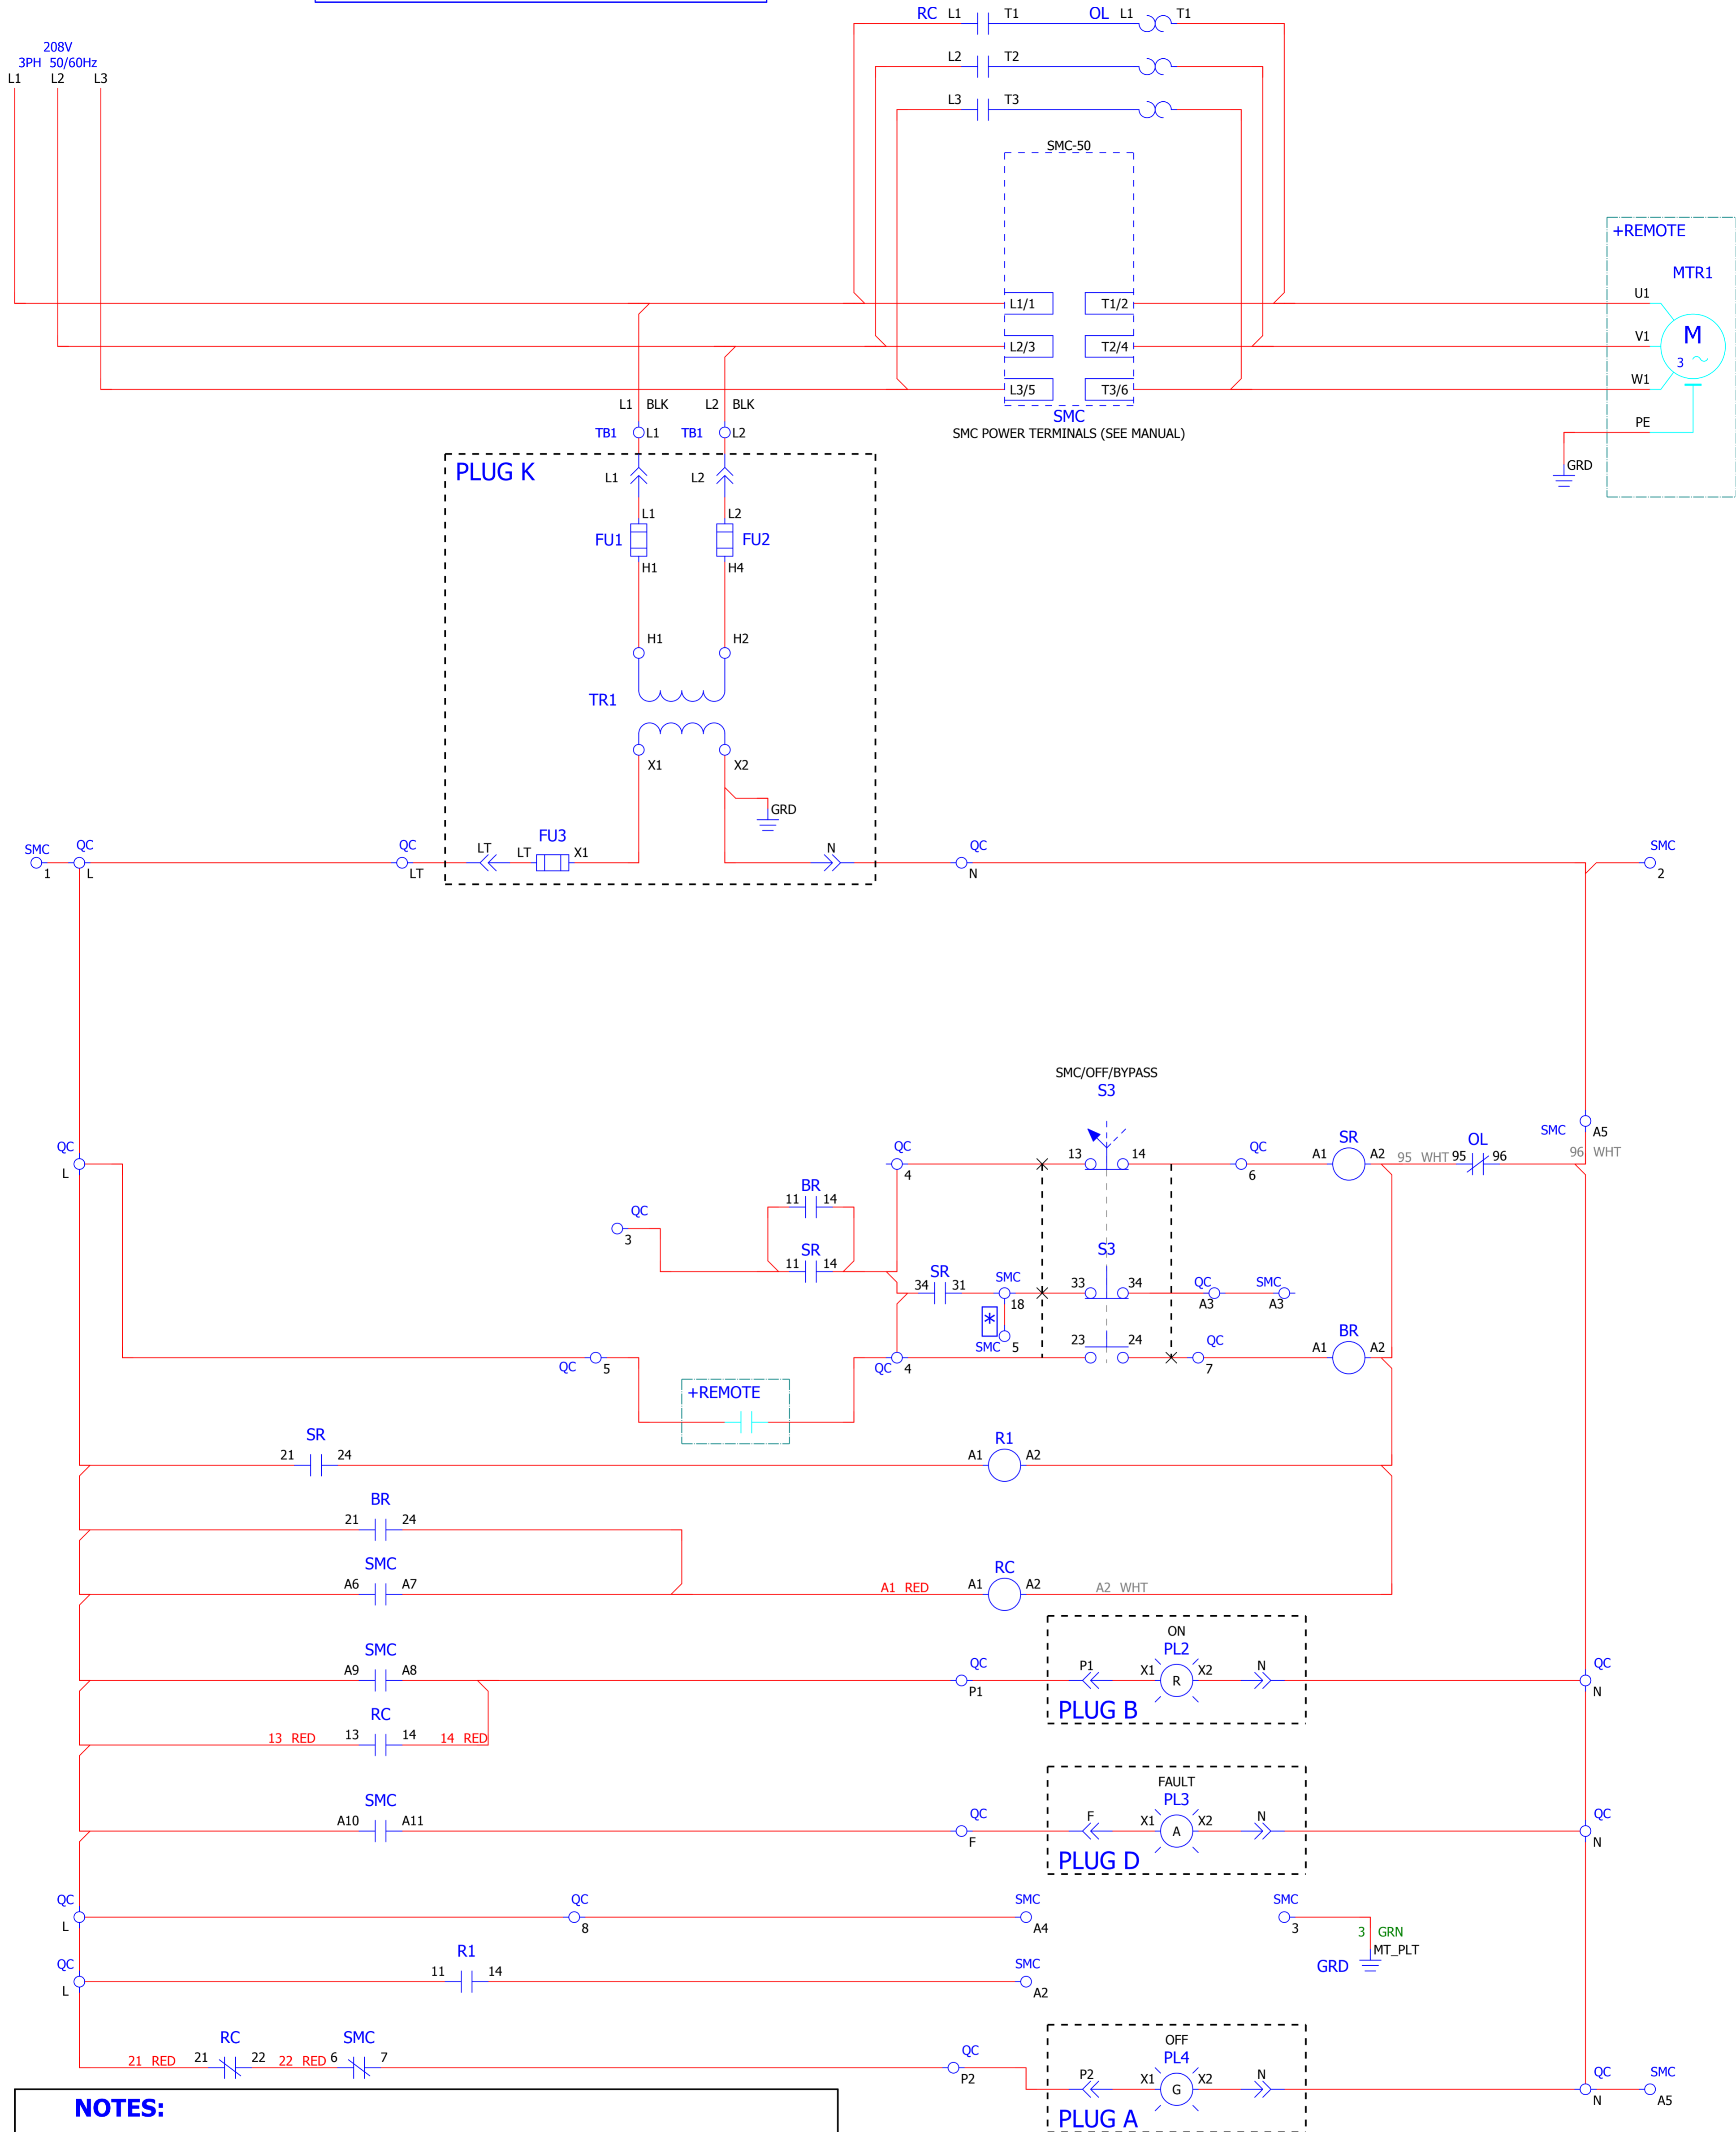 RC L1 T1 OL L1 T1
208V
3PH 50/60Hz
L1 L2 L3
L2 T2
L3 T3
SMC-50
+REMOTE
MTR1
L1/1 T1/2 U1
L2/3 T2/4 V1 M
3
L3/5 T3/6 W1
L1 BLK L2 BLK
SMC
PE
TB1 L1 TB1 L2
SMC POWER TERMINALS (SEE MANUAL)
GRD
PLUG K
L1 L2
L1 L2
FU1 FU2
H1 H4
H1 H2
TR1
X1 X2
GRD
SMC QC QC LT LT FU3 X1 N QC SMC
1 L LT N 2
SMC/OFF/BYPASS
S3
QC QC 13 14 QC A1 SR A2 95 WHT 95 OL 96 SMC A5
96 WHT
L 4 6
BR
11 14
QC
3
SR
11 14
S3
SR
34 31 SMC 33 34 QC SMC
18 A3 A3
*
SMC 5 23 24 QC A1 BR A2
QC 5 QC 4 7
+REMOTE
SR R1
21 24 A1 A2
BR
21 24
SMC RC
A6 A7 A1 RED A1 A2 A2 WHT
ON
SMC PL2
A9 A8 QC P1 X1 R X2 N QC
P1 N
PLUG B
RC
13 RED 13 14 14 RED
FAULT
SMC PL3
A10 A11 QC F X1 A X2 N QC
F N
PLUG D
QC QC SMC SMC
L 8 A4 3
3 GRN
MT_PLT
GRD
QC R1 SMC
11 14
L A2
OFF
RC SMC PL4
21 RED 21 22 22 RED 6 7 QC P2 X1 G X2 N QC SMC
P2 N A5
PLUG A
NOTES: